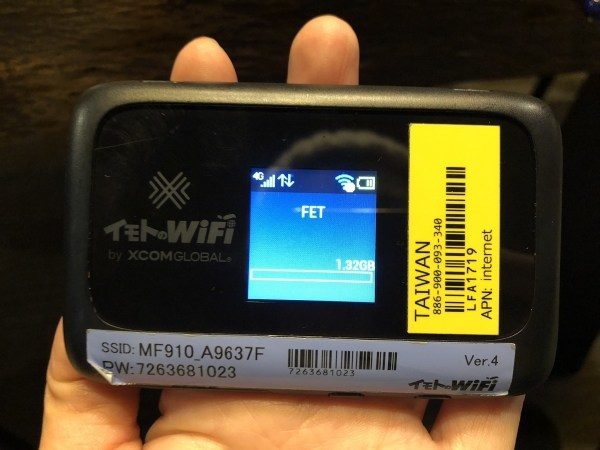 4G
FET
1.32GB
イモトのWiFi
by XCOMGLOBAL®
TAIWAN
886-900-093-340
LFA1719
APN: internet
SSID: MF910_A9637F
PW:7263681023
7263681023
Ver.4
イモトのWiFi